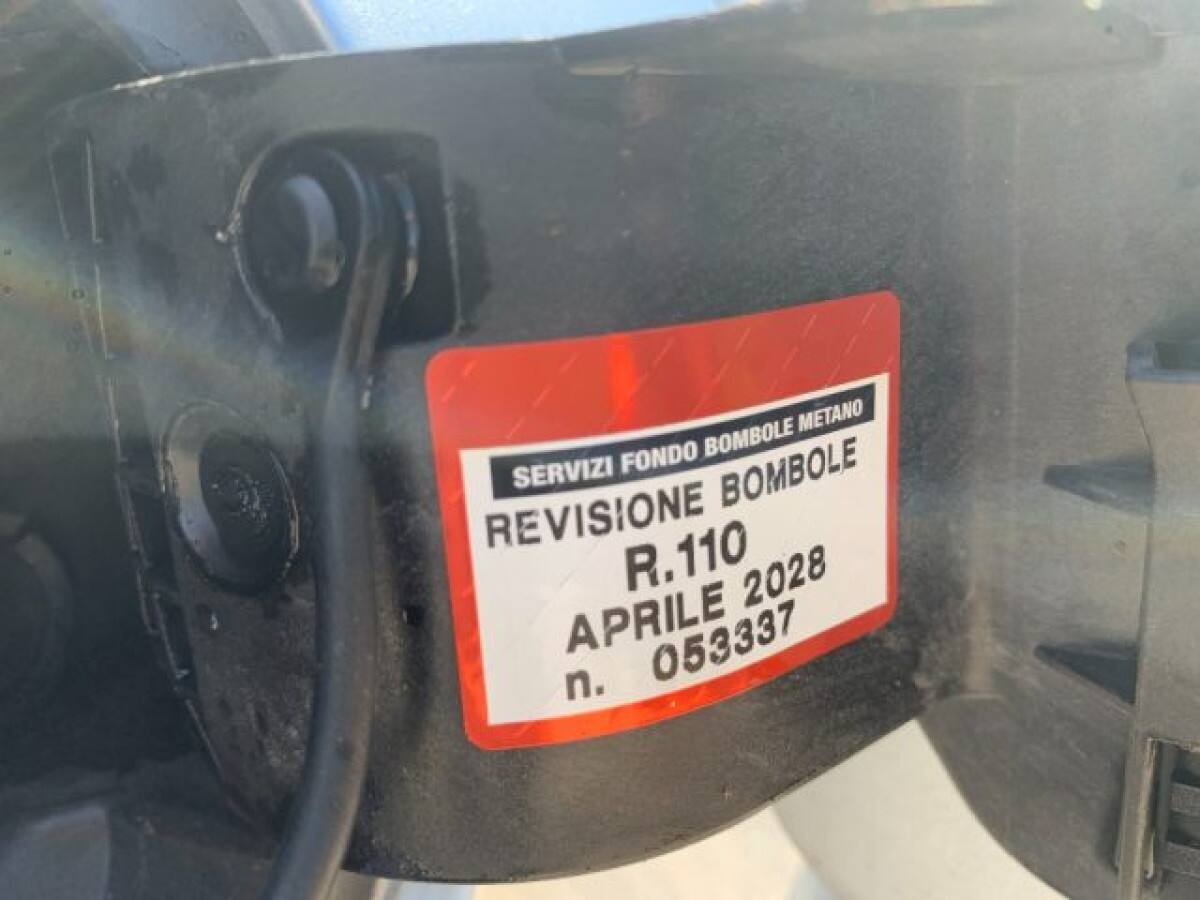 SERVIZI FONDO BOMBOLE METANO
REVISIONE BOMBOLE
R.110
APRILE 2028
n. 053337